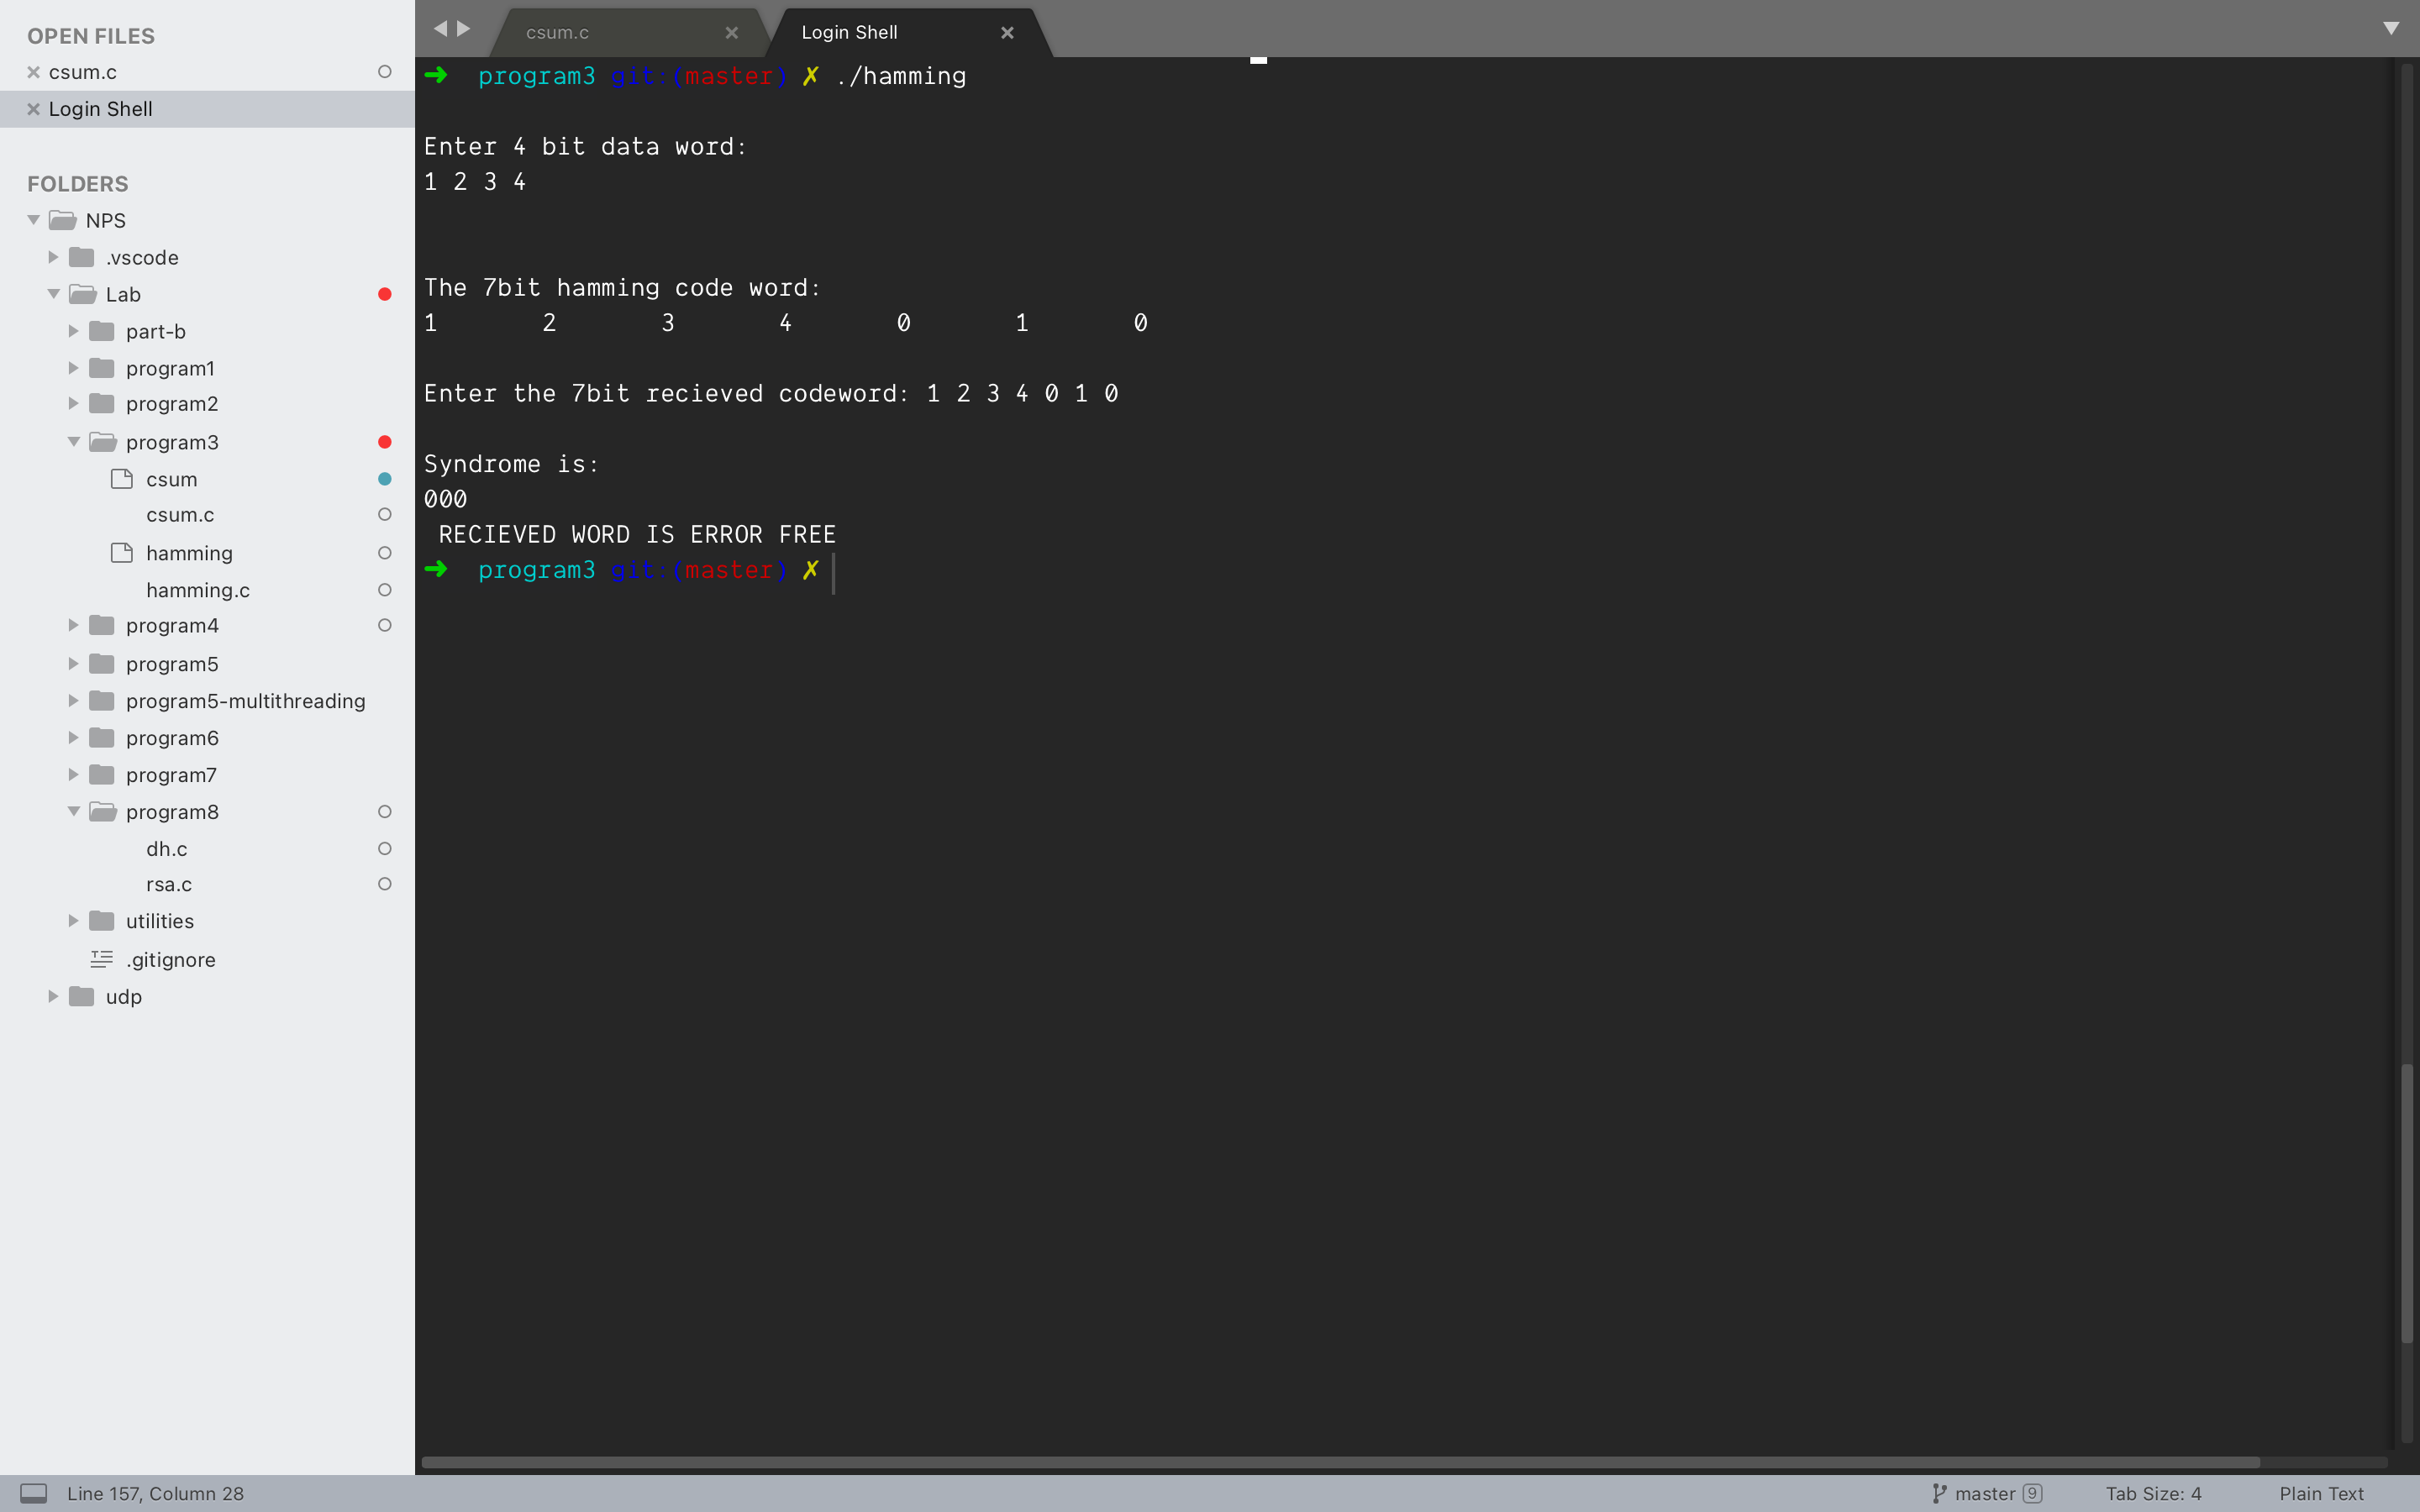 OPEN FILES
csum.c
Login Shell
FOLDERS
NPS
.vscode
Lab
part-b
program1
program2
program3
csum
csum.c
hamming
hamming.c
program4
program5
program5-multithreading
program6
program7
program8
dh.c
rsa.c
utilities
.gitignore
udp
csum.c
Login Shell
➜ program3 git:(master) ✗ ./hamming
Enter 4 bit data word:
1 2 3 4
The 7bit hamming code word:
1 2 3 4 0 1 0
Enter the 7bit recieved codeword: 1 2 3 4 0 1 0
Syndrome is:
000
RECIEVED WORD IS ERROR FREE
➜ program3 git:(master) ✗
Line 157, Column 28
master 9
Tab Size: 4
Plain Text